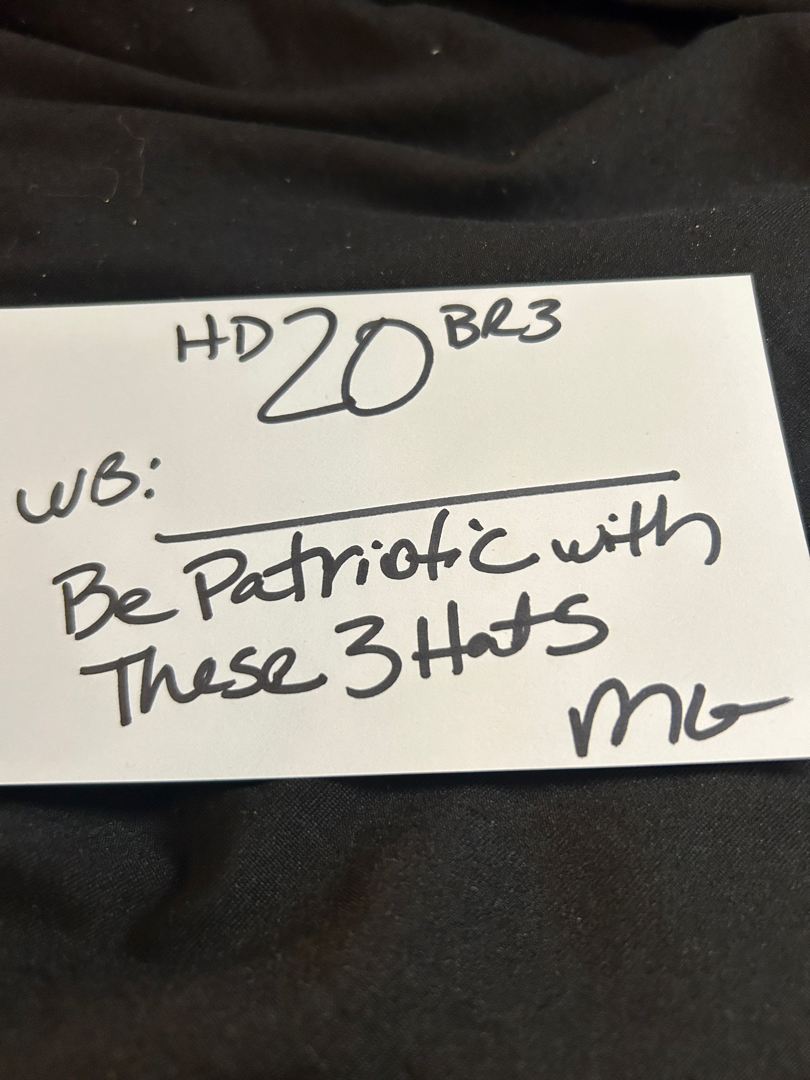 HD 20 BR3
WB:
Be Patriotic with
These 3 Hats
MG